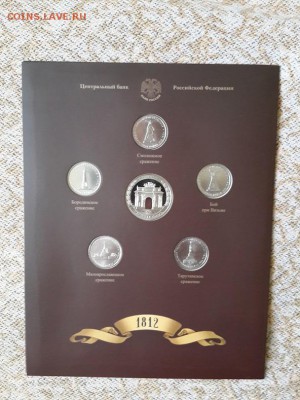 COINS.LAVE.RU
Центральный банк Российской Федерации
Смоленское
сражение
Бородинское
сражение
Бой
при Вязьме
Малоярославецкое
сражение
Тарутинское
сражение
1812